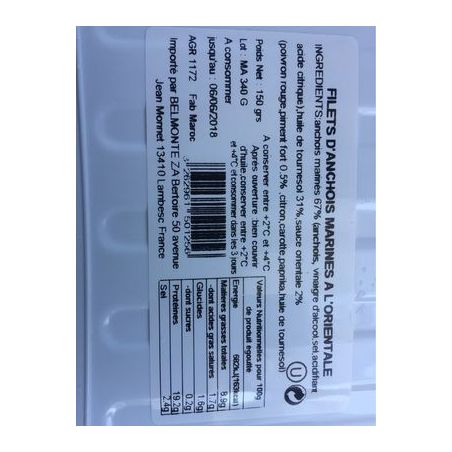 FILETS D'ANCHOIS MARINES A L'ORIENTALE
INGREDIENTS:anchois marinés 67% (anchois, vinaigre d'alcool,sel,acidifiant
acide citrique),huile de tournesol 31%,sauce orientale 2%
(poivron rouge,piment fort 0.5% ,citron,carotte,paprika,huile de tournesol)
U
Poids Net : 150 grs
Lot : MA 340 G
A consommer
jusqu'au : 06/06/2018
AGR 1172 Fab Maroc
Importé par BELMONTE ZA Bertoire 50 avenue
Jean Monnet 13410 Lambesc France
A conserver entre +2°C et +4°C
Après ouverture :bien couvrir
d'huile,conserver entre +2°C
et +4°C et consommer dans les 3 jours
3 262961 501256
Valeurs Nutritionnelles pour 100g
de produit égoutté
Energie
Matières grasses totales 8.9g
-dont acides gras saturés 1.7g
Glucides 1.6g
-dont sucres 0.2g
Protéines 19.2g
Sel 2.4g